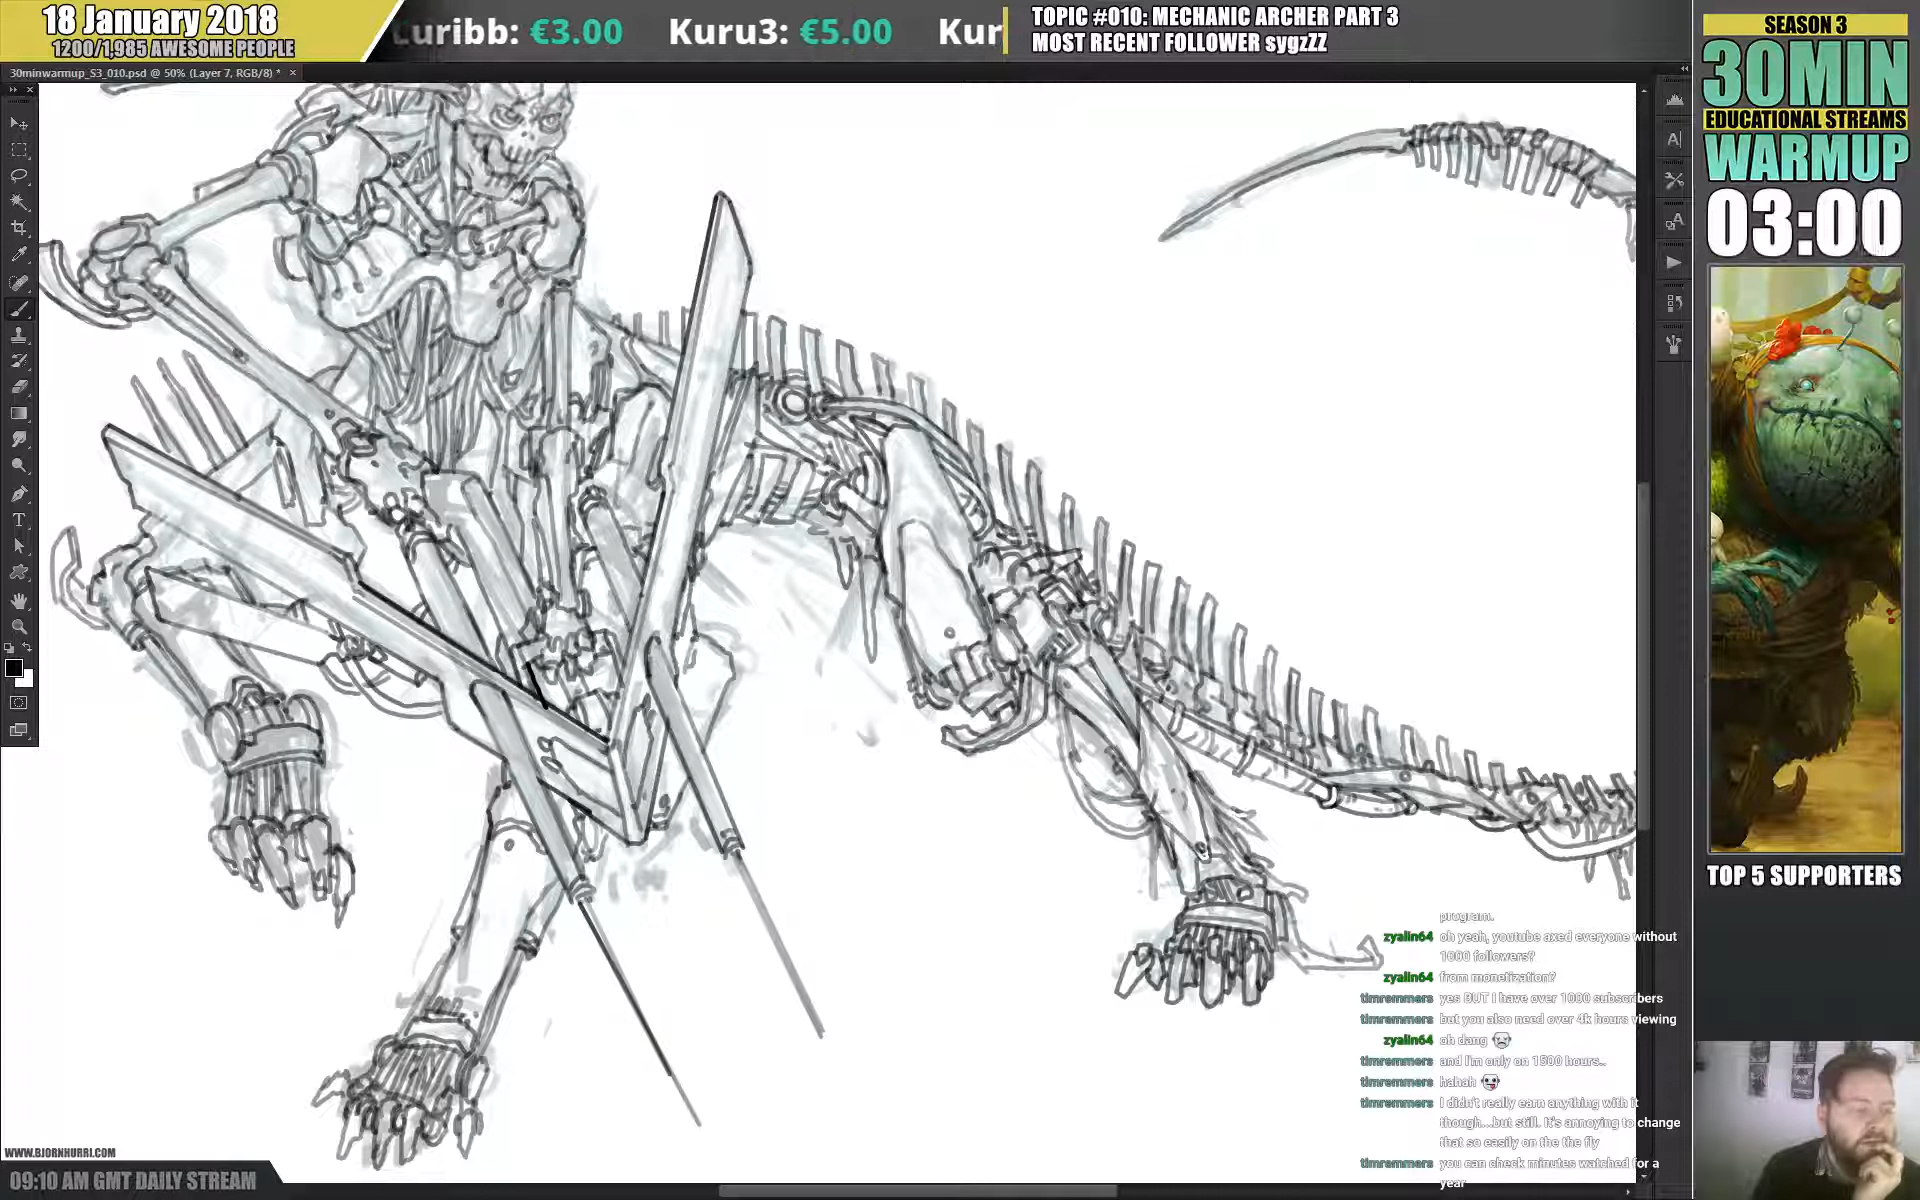 18 January 2018
1200/1,985 AWESOME PEOPLE
Luribb: €3.00 Kuru3: €5.00 Kur
TOPIC #010: MECHANIC ARCHER PART 3
MOST RECENT FOLLOWER sygzZZ
SEASON 3
30MIN
EDUCATIONAL STREAMS
WARMUP
03:00
30minwarmup_S3_010.psd @ 50% (Layer 7, RGB/8) *
TOP 5 SUPPORTERS
program.
zyalin64 oh yeah, youtube axed everyone without
1000 followers?
zyalin64 from monetization?
timremmers yes BUT I have over 1000 subscribers
timremmers but you also need over 4k hours viewing
zyalin64 oh dang
timremmers and I'm only on 1500 hours..
timremmers hahah
timremmers I didn't really earn anything with it
though...but still. It's annoying to change
that so easily on the the fly
timremmers you can check minutes watched for a
year
WWW.BJORNHURRI.COM
09:10 AM GMT DAILY STREAM